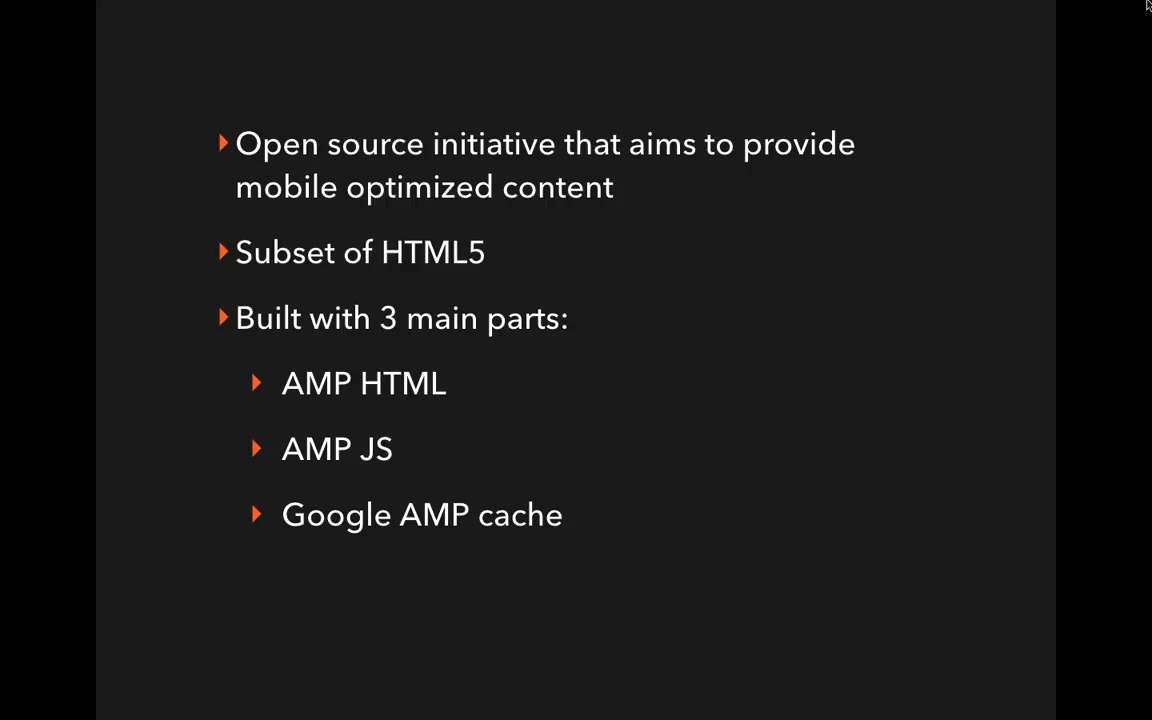 Open source initiative that aims to provide
mobile optimized content
Subset of HTML5
Built with 3 main parts:
AMP HTML
AMP JS
Google AMP cache